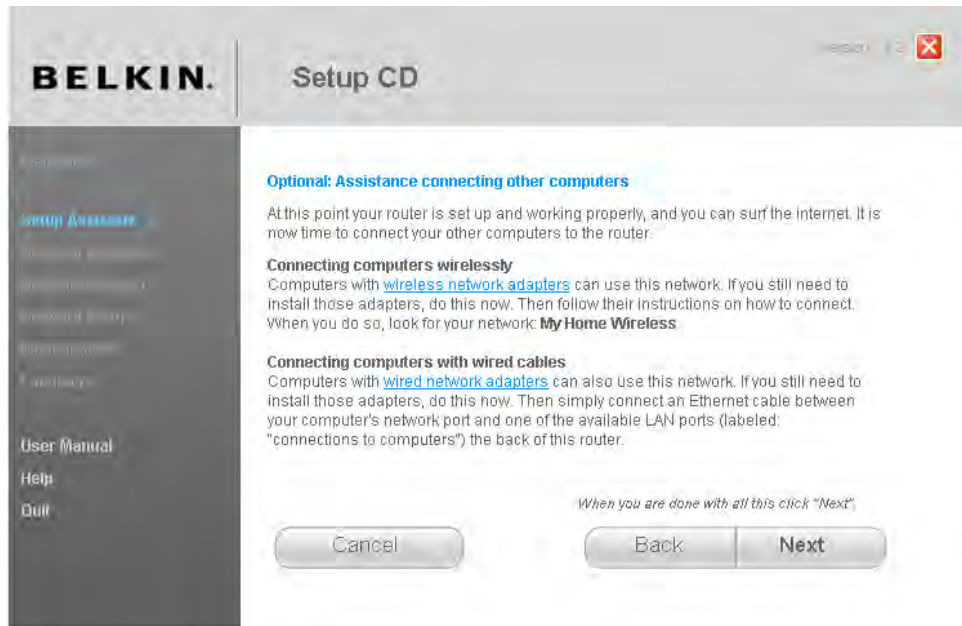 BELKIN.
Setup CD
Setup Assistant
User Manual
Help
Quit
Optional: Assistance connecting other computers
At this point your router is set up and working properly, and you can surf the internet. It is
now time to connect your other computers to the router.
Connecting computers wirelessly
Computers with wireless network adapters can use this network. If you still need to
install those adapters, do this now. Then follow their instructions on how to connect.
When you do so, look for your network: My Home Wireless
Connecting computers with wired cables
Computers with wired network adapters can also use this network. If you still need to
install those adapters, do this now. Then simply connect an Ethernet cable between
your computer's network port and one of the available LAN ports (labeled:
"connections to computers") the back of this router.
When you are done with all this click "Next".
Cancel
Back
Next